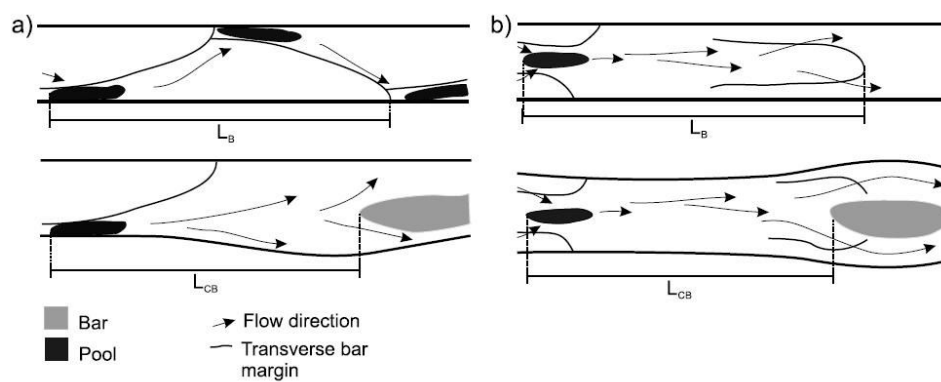 a)
b)
L_B
L_B
L_CB
L_CB
Bar
Pool
Flow direction
Transverse bar
margin